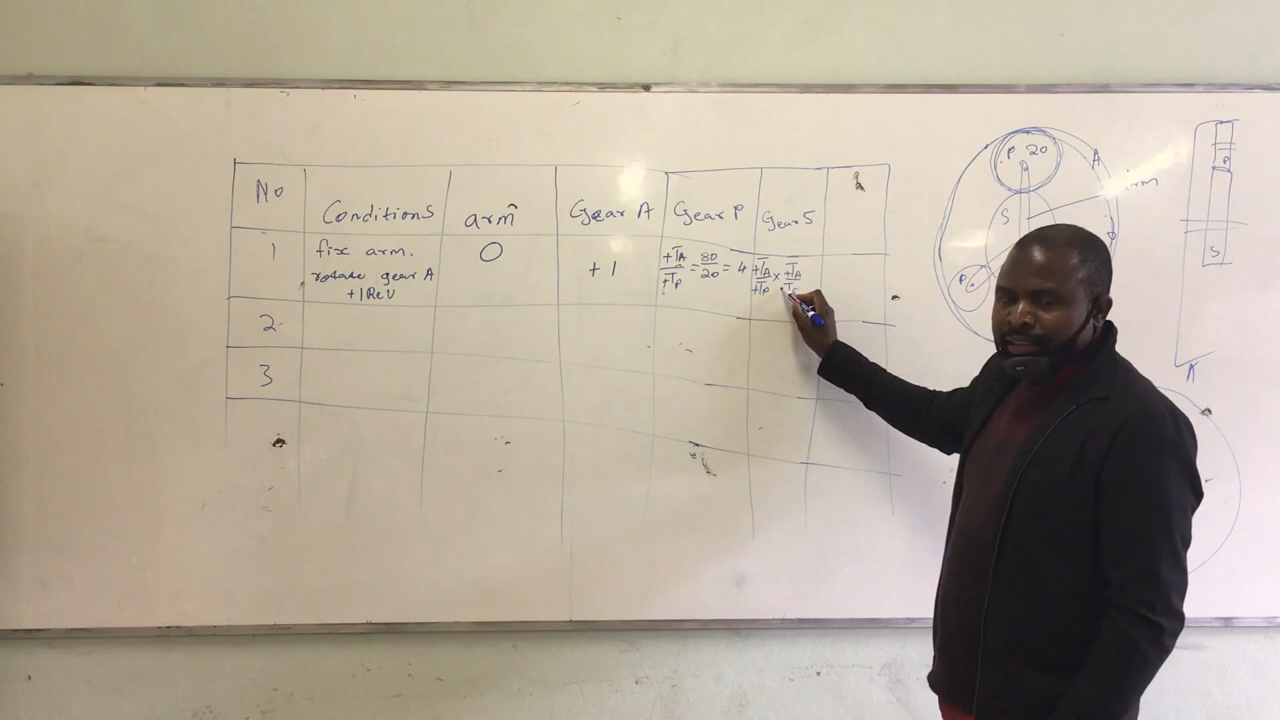 No Conditions arm Gear A Gear P Gear S
1 fix arm. 0 +1 +TA/+TP = 80/20 = 4 +TA/+TP × +TA/TS
rotate gear A
+1 Rev
2
3
P 20
A
arm
S
P
P
S
A